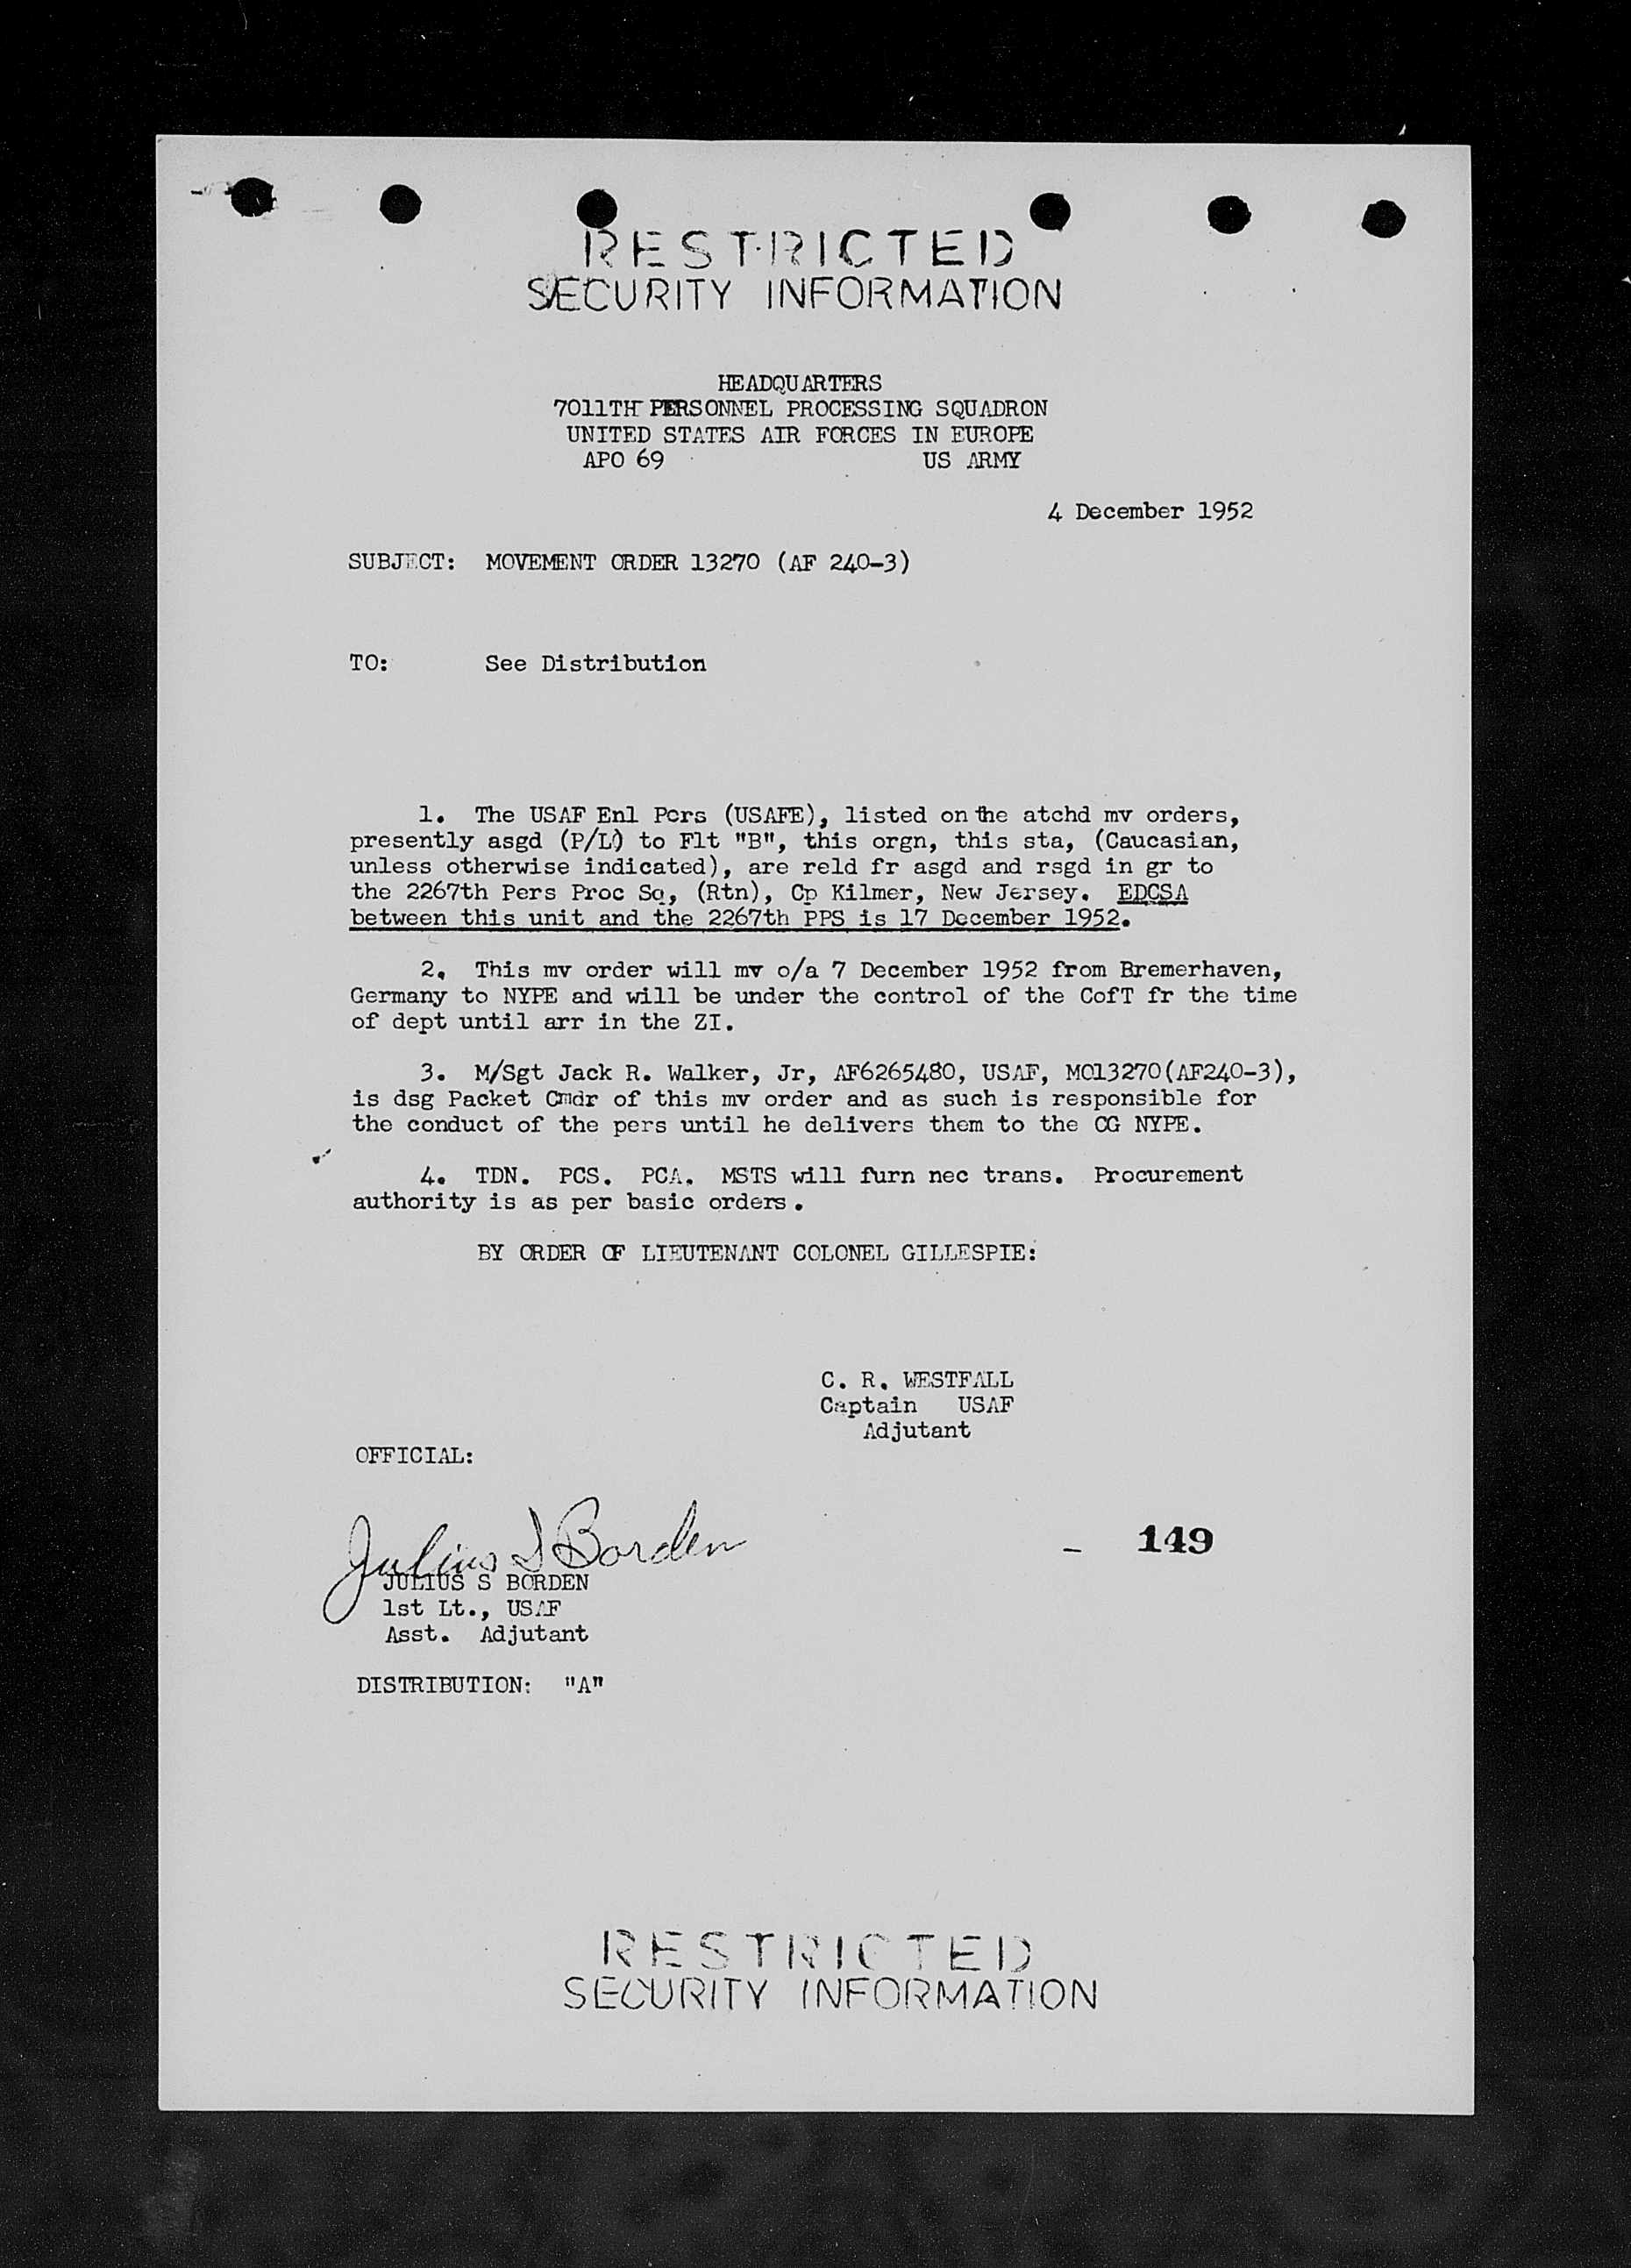 RESTRICTED
SECURITY INFORMATION
HEADQUARTERS
7011TH PERSONNEL PROCESSING SQUADRON
UNITED STATES AIR FORCES IN EUROPE
APO 69 US ARMY
4 December 1952
SUBJECT: MOVEMENT ORDER 13270 (AF 240-3)
TO: See Distribution
1. The USAF Enl Pers (USAFE), listed on the atchd mv orders,
presently asgd (P/L) to Flt "B", this orgn, this sta, (Caucasian,
unless otherwise indicated), are reld fr asgd and rsgd in gr to
the 2267th Pers Proc Sq, (Rtn), Cp Kilmer, New Jersey. EDCSA
between this unit and the 2267th PPS is 17 December 1952.
2. This mv order will mv o/a 7 December 1952 from Bremerhaven,
Germany to NYPE and will be under the control of the CofT fr the time
of dept until arr in the ZI.
3. M/Sgt Jack R. Walker, Jr, AF6265480, USAF, MO13270(AF240-3),
is dsg Packet Cmdr of this mv order and as such is responsible for
the conduct of the pers until he delivers them to the CG NYPE.
4. TDN. PCS. PCA. MSTS will furn nec trans. Procurement
authority is as per basic orders.
BY ORDER OF LIEUTENANT COLONEL GILLESPIE:
C. R. WESTFALL
Captain USAF
Adjutant
OFFICIAL:
Julius S Borden
- 149
JULIUS S BORDEN
1st Lt., USAF
Asst. Adjutant
DISTRIBUTION: "A"
RESTRICTED
SECURITY INFORMATION